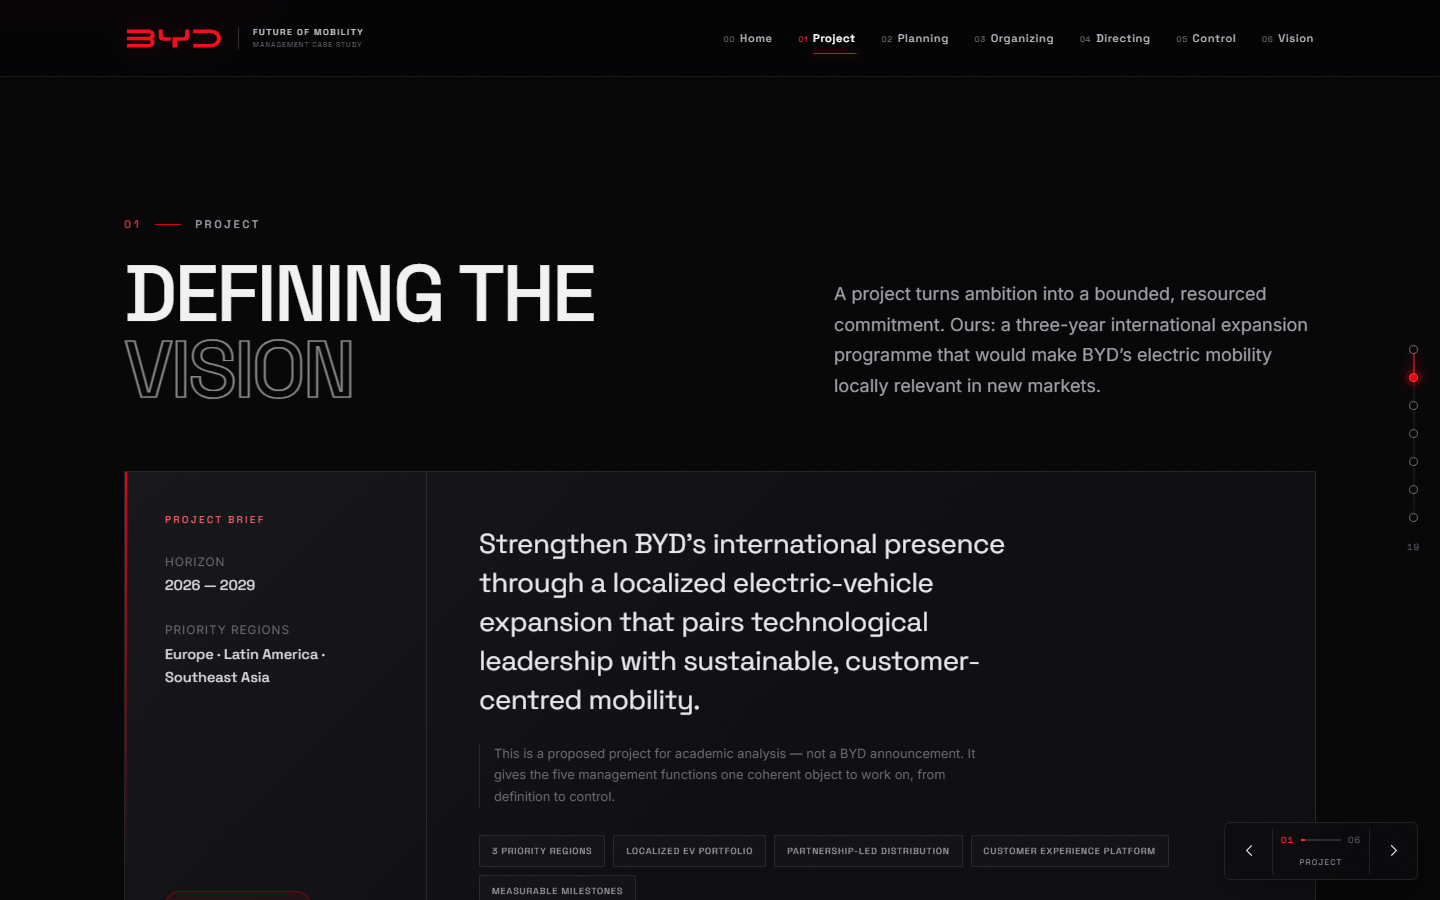 BYD
FUTURE OF MOBILITY
MANAGEMENT CASE STUDY
00 Home
01 Project
02 Planning
03 Organizing
04 Directing
05 Control
06 Vision
01 — PROJECT
DEFINING THE
VISION
A project turns ambition into a bounded, resourced
commitment. Ours: a three-year international expansion
programme that would make BYD’s electric mobility
locally relevant in new markets.
19
PROJECT BRIEF
HORIZON
2026 — 2029
PRIORITY REGIONS
Europe · Latin America ·
Southeast Asia
Strengthen BYD’s international presence
through a localized electric-vehicle
expansion that pairs technological
leadership with sustainable, customer-
centred mobility.
This is a proposed project for academic analysis — not a BYD announcement. It
gives the five management functions one coherent object to work on, from
definition to control.
3 PRIORITY REGIONS
LOCALIZED EV PORTFOLIO
PARTNERSHIP-LED DISTRIBUTION
CUSTOMER EXPERIENCE PLATFORM
MEASURABLE MILESTONES
01 06
PROJECT